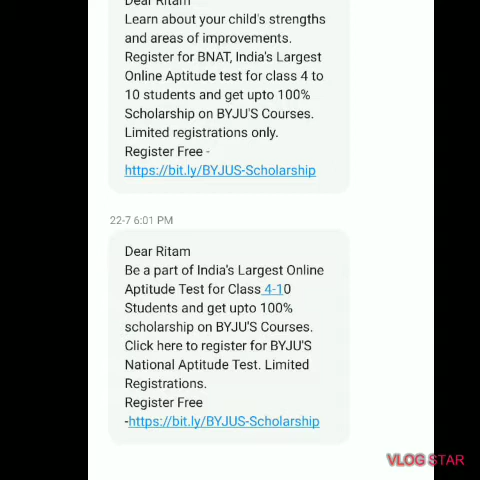 Dear Ritam
Learn about your child's strengths
and areas of improvements.
Register for BNAT, India's Largest
Online Aptitude test for class 4 to
10 students and get upto 100%
Scholarship on BYJU'S Courses.
Limited registrations only.
Register Free -
https://bit.ly/BYJUS-Scholarship
22-7 6:01 PM
Dear Ritam
Be a part of India's Largest Online
Aptitude Test for Class 4-10
Students and get upto 100%
scholarship on BYJU'S Courses.
Click here to register for BYJU'S
National Aptitude Test. Limited
Registrations.
Register Free
-https://bit.ly/BYJUS-Scholarship
VLOG STAR